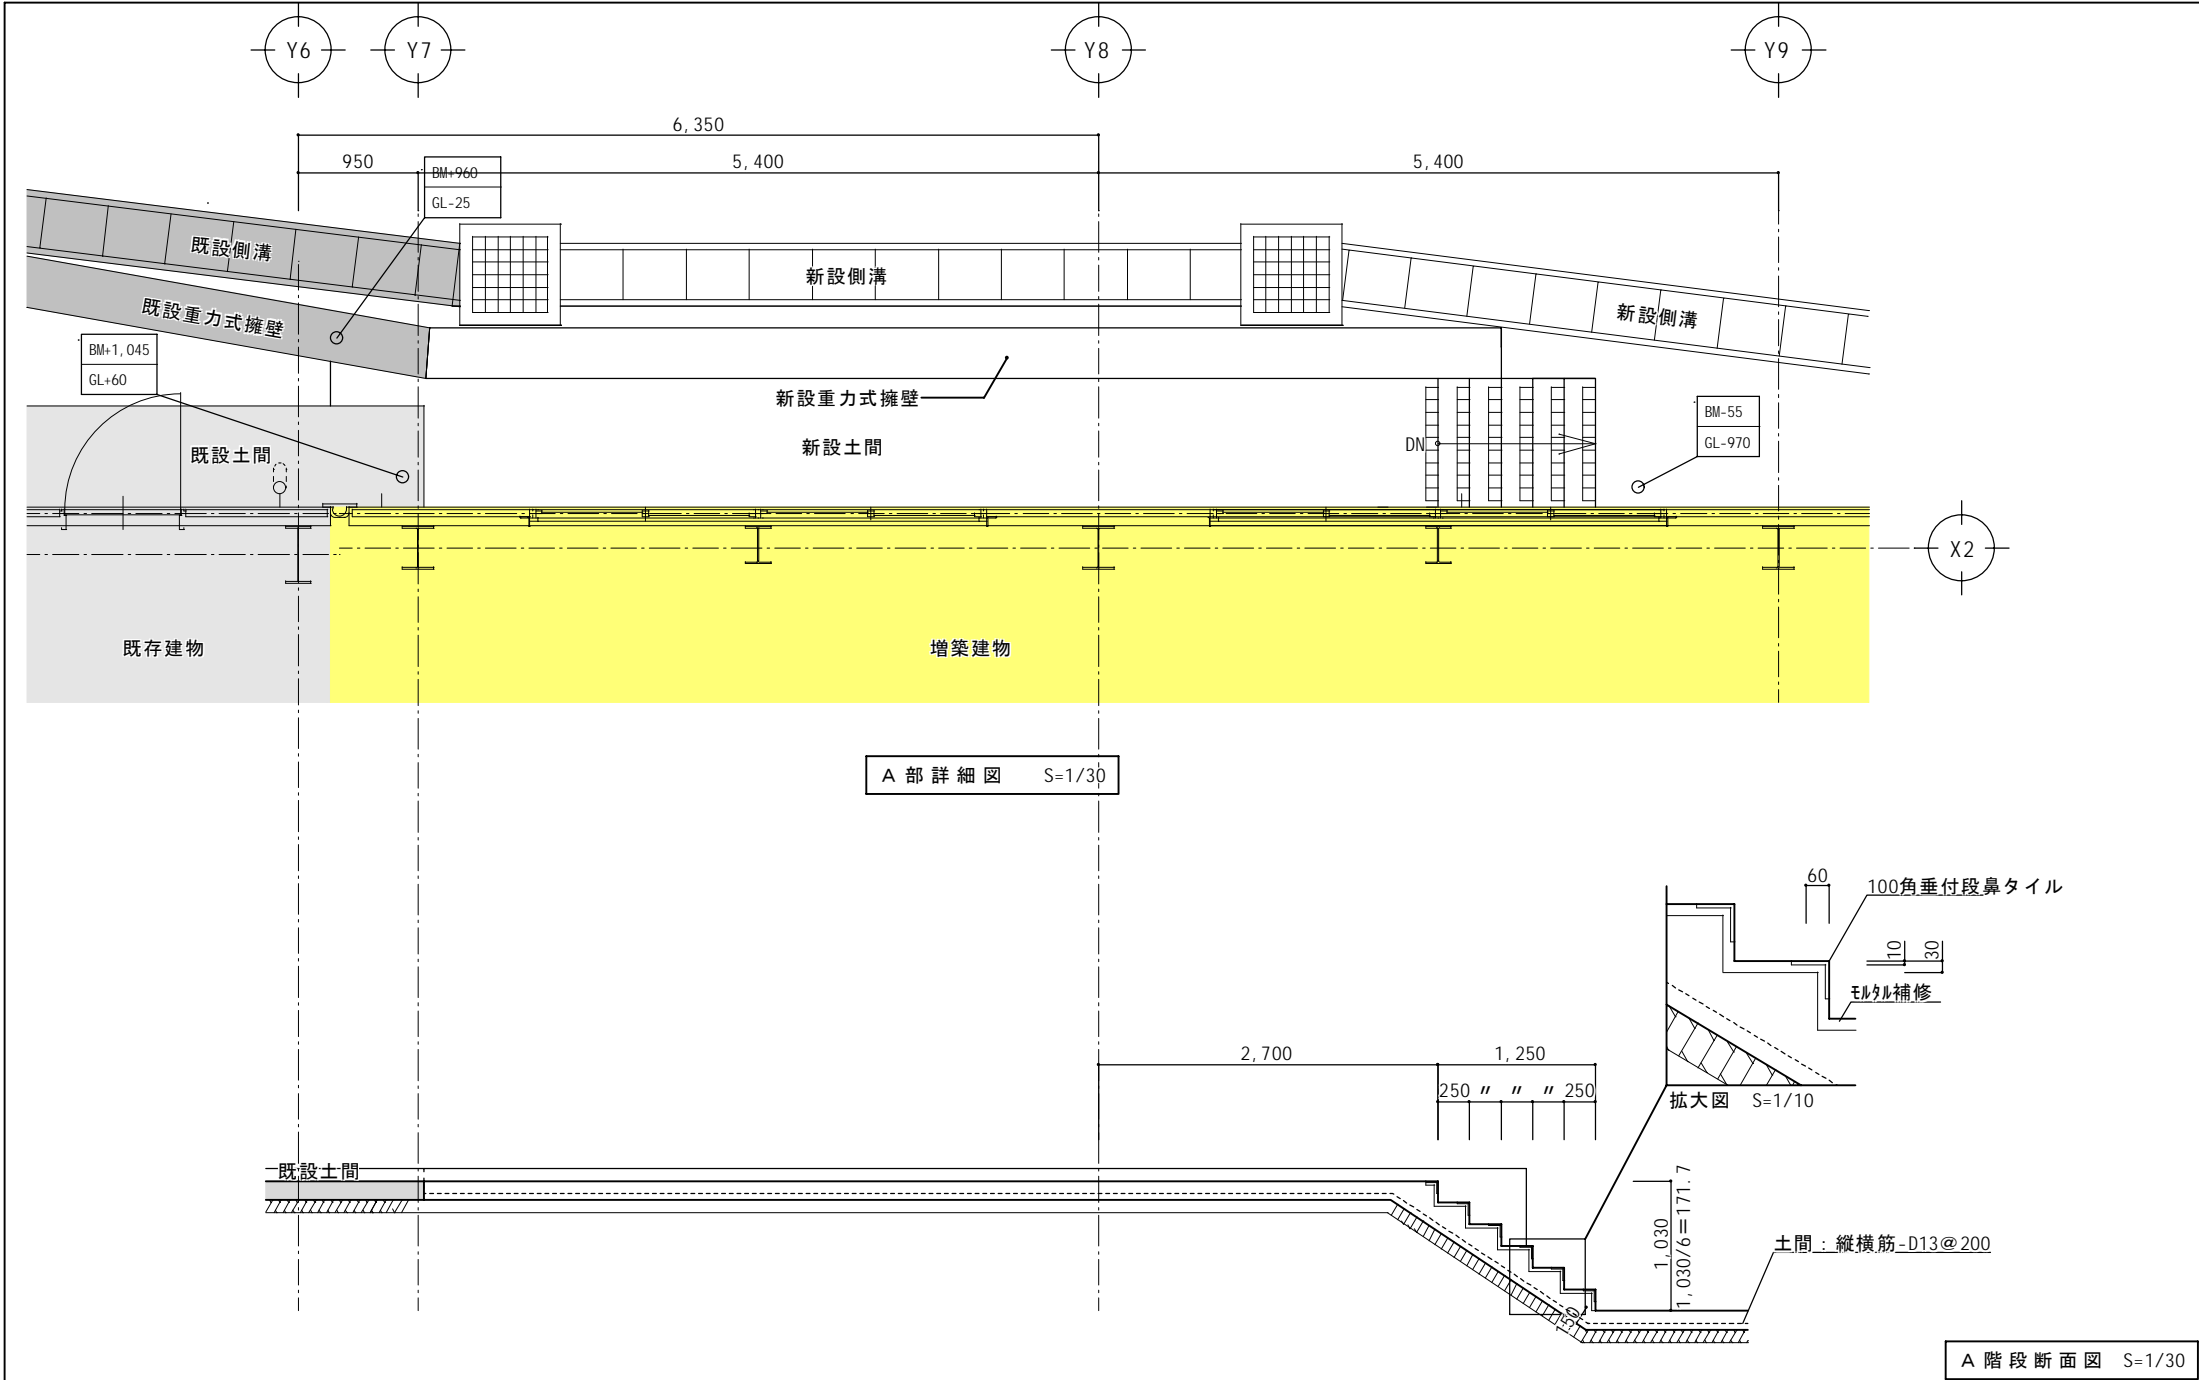 Y6
Y7
Y8
Y9
6,350
950
5,400
5,400
BM+960
GL-25
既設側溝
新設側溝
新設側溝
既設重力式擁壁
BM+1,045
GL+60
新設重力式擁壁
BM-55
GL-970
既設土間
新設土間
DN
X2
既存建物
増築建物
A部詳細図 S=1/30
60
100角垂付段鼻タイル
10
30
モルタル補修
拡大図 S=1/10
2,700
1,250
250 〃 〃 〃 250
既設土間
1,030
1,030/6=171.7
150
土間：縦横筋-D13@200
A階段断面図 S=1/30